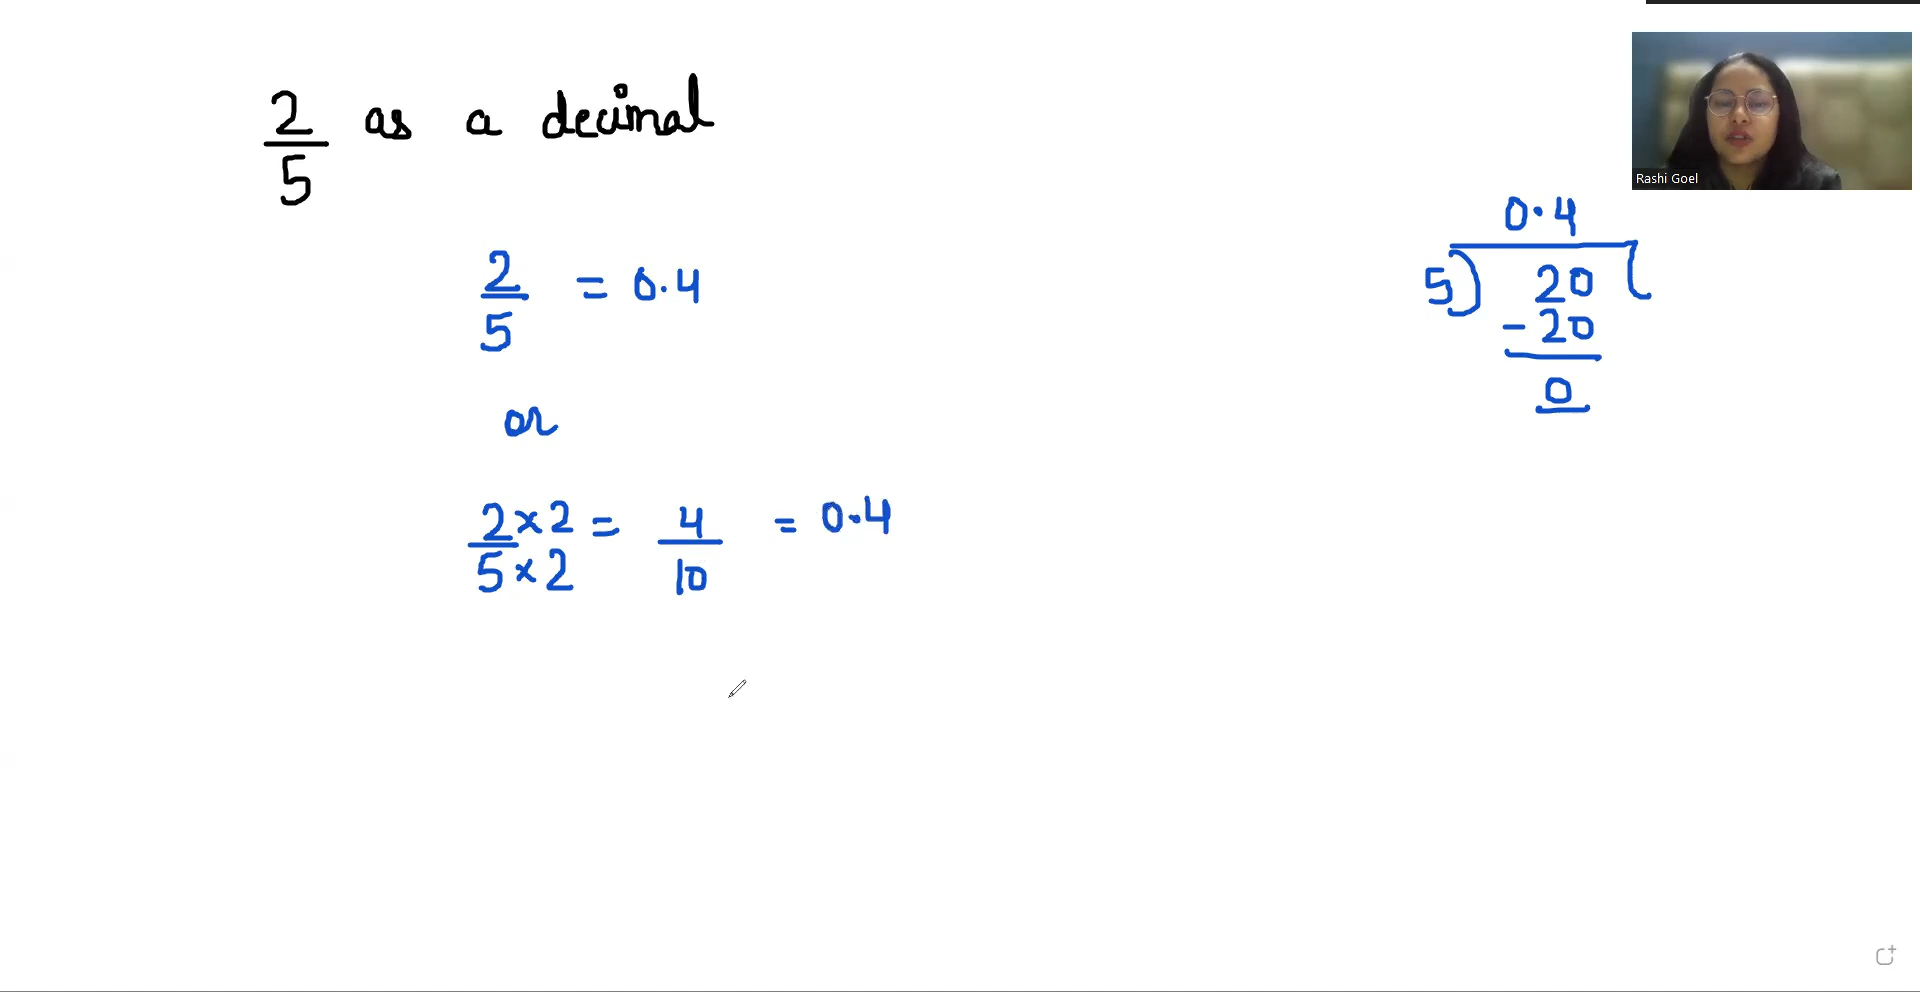 2/5 as a decimal
2/5 = 0.4
or
2×2/5×2 = 4/10 = 0.4
Rashi Goel
0.4
5) 20 (
-20
0